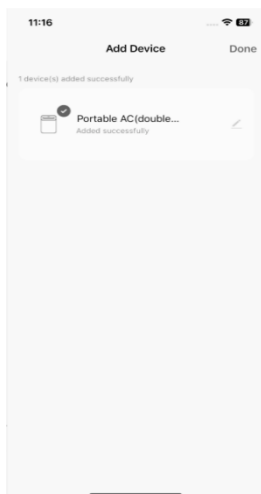 11:16
87
Add Device
Done
1 device(s) added successfully
Portable AC(double...
Added successfully